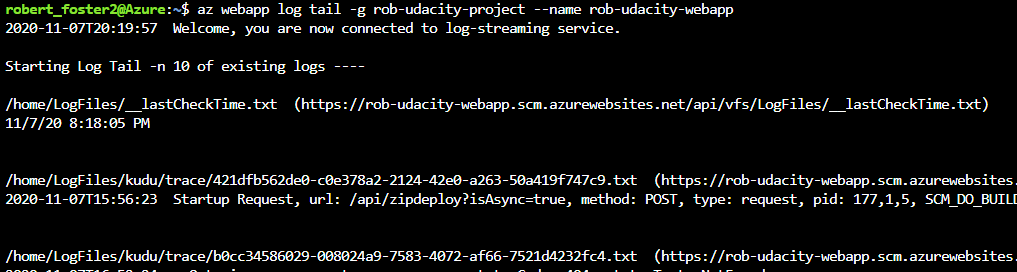 robert_foster2@Azure:~$ az webapp log tail -g rob-udacity-project --name rob-udacity-webapp
2020-11-07T20:19:57  Welcome, you are now connected to log-streaming service.
Starting Log Tail -n 10 of existing logs ----
/home/LogFiles/__lastCheckTime.txt  (https://rob-udacity-webapp.scm.azurewebsites.net/api/vfs/LogFiles/__lastCheckTime.txt)
11/7/20 8:18:05 PM
/home/LogFiles/kudu/trace/421dfb562de0-c0e378a2-2124-42e0-a263-50a419f747c9.txt  (https://rob-udacity-webapp.scm.azurewebsites.
2020-11-07T15:56:23  Startup Request, url: /api/zipdeploy?isAsync=true, method: POST, type: request, pid: 177,1,5, SCM_DO_BUILD
/home/LogFiles/kudu/trace/b0cc34586029-008024a9-7583-4072-af66-7521d4232fc4.txt  (https://rob-udacity-webapp.scm.azurewebsites.